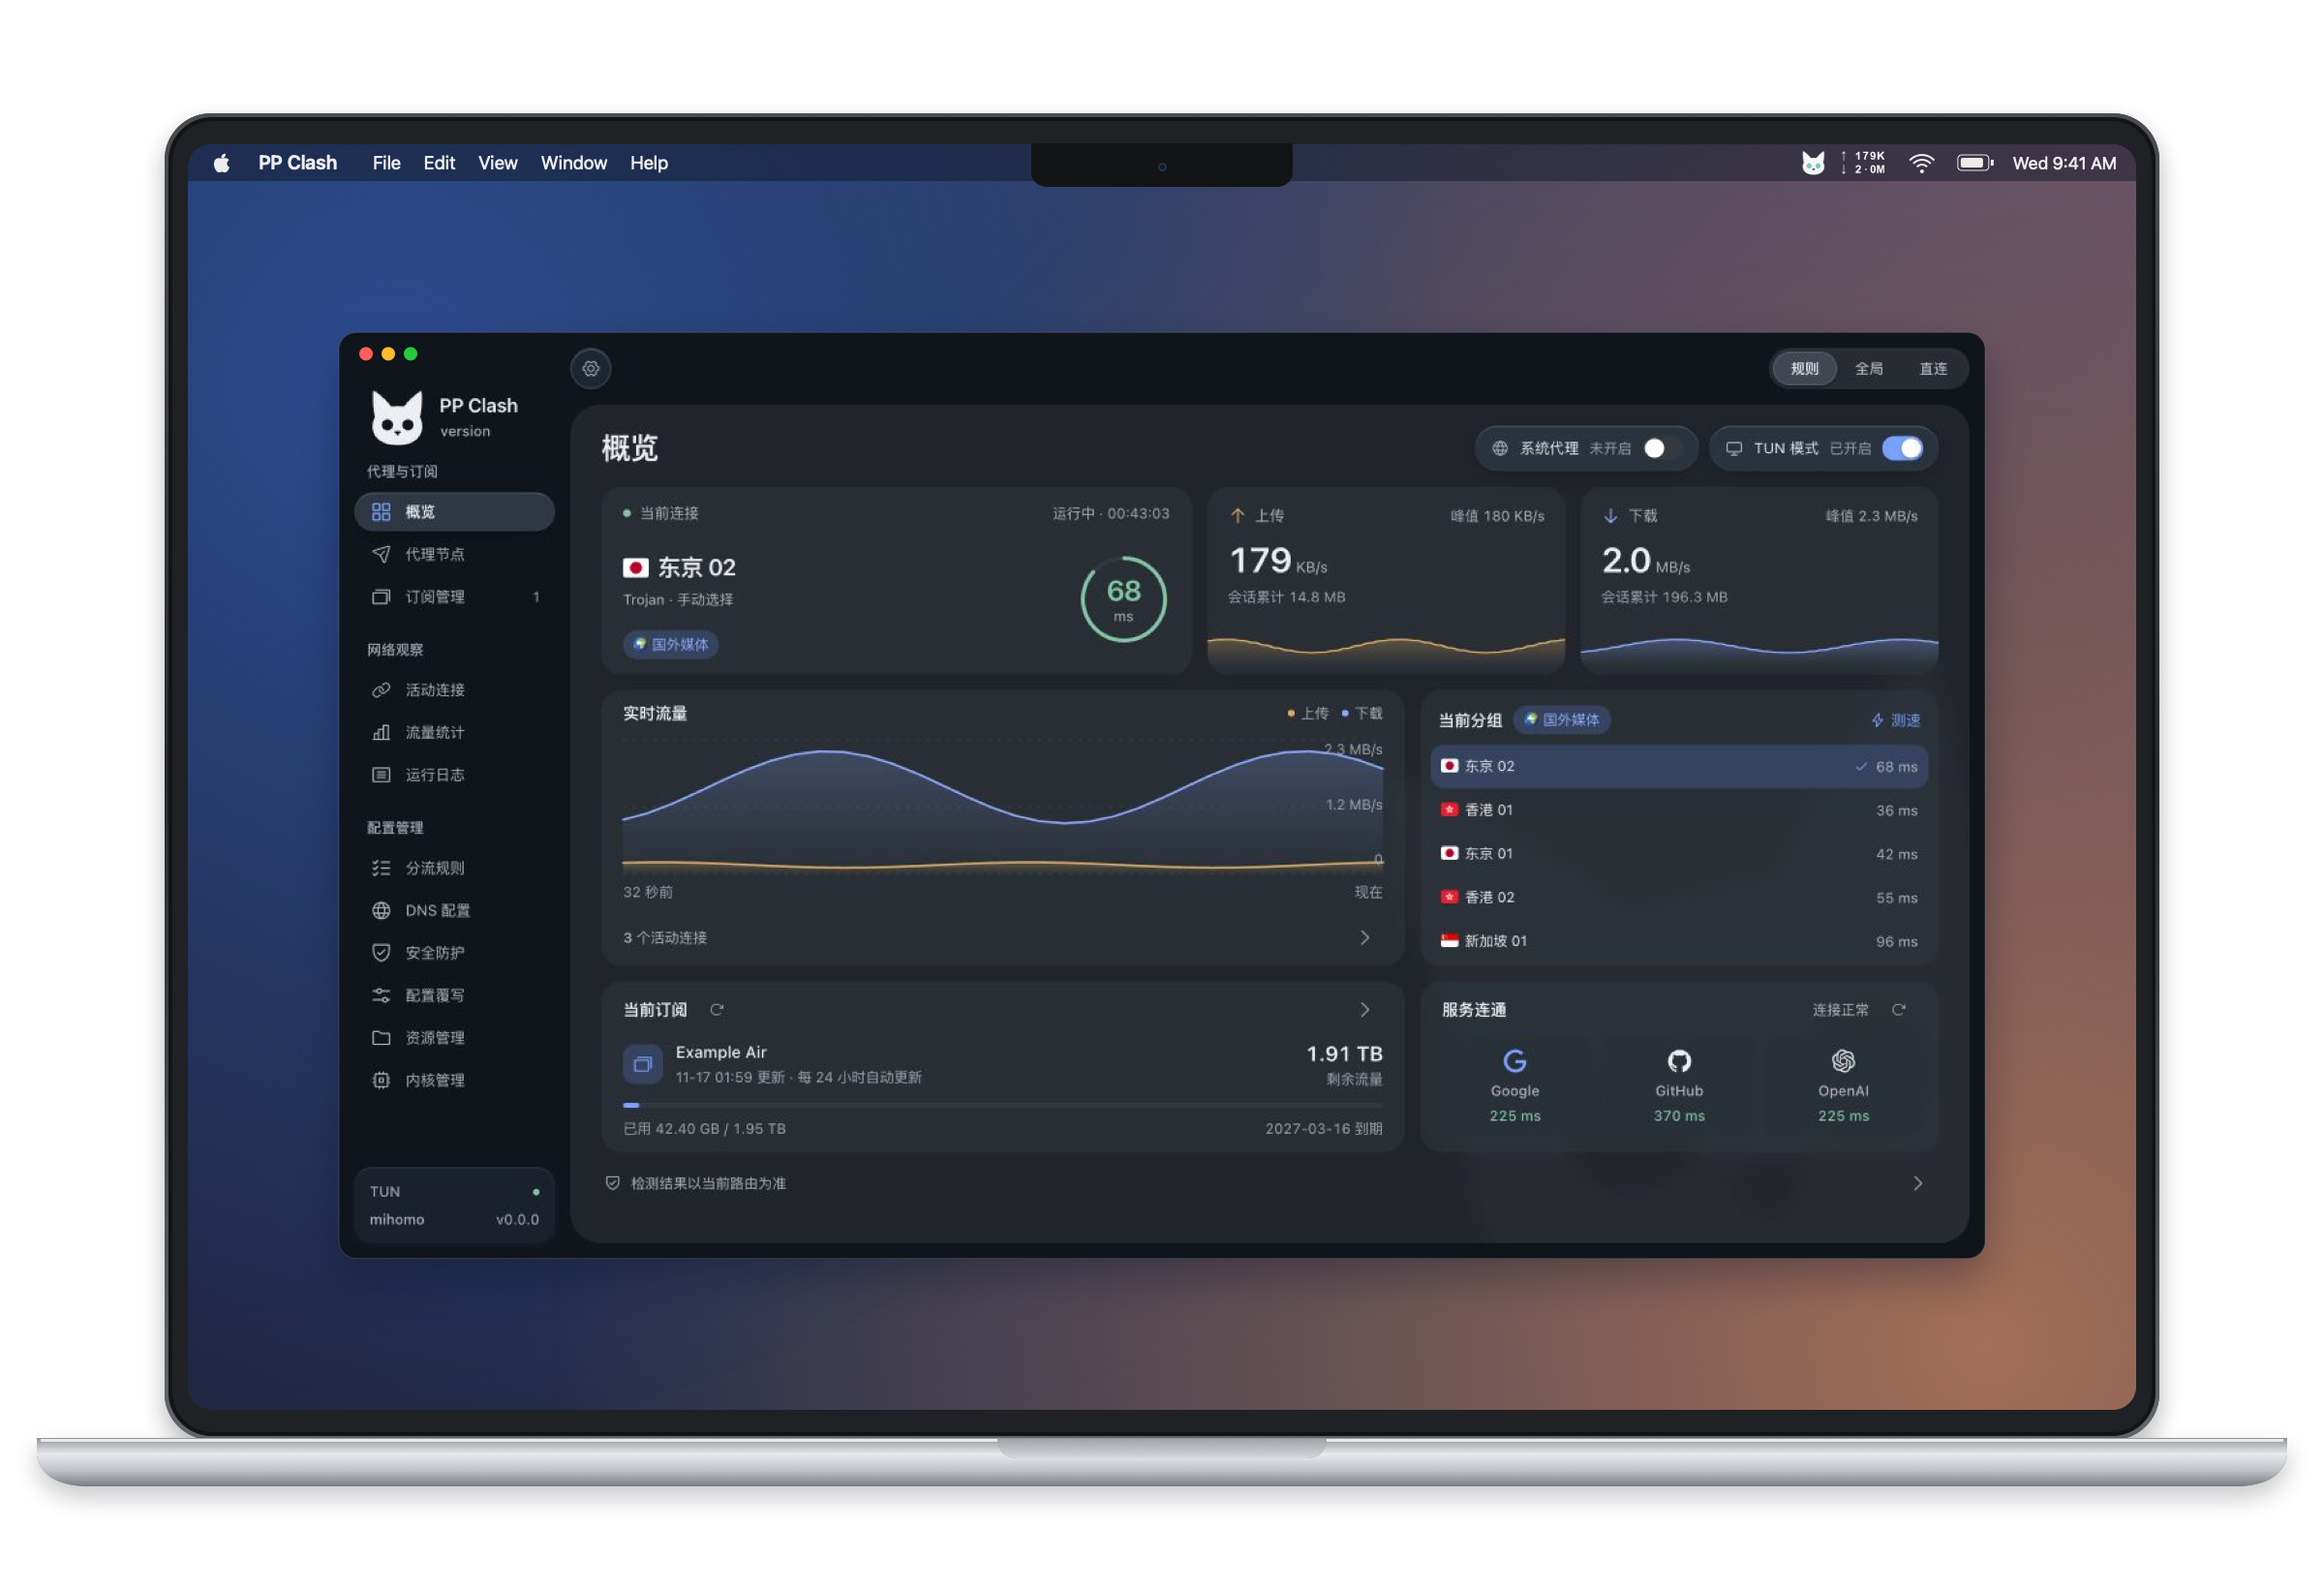 PP Clash File Edit View Window Help
↑ 179K
↓ 2·0M
Wed 9:41 AM
PP Clash
version
代理与订阅
概览
代理节点
订阅管理 1
网络观察
活动连接
流量统计
运行日志
配置管理
分流规则
DNS 配置
安全防护
配置覆写
资源管理
内核管理
TUN
mihomo v0.0.0
规则 全局 直连
概览
系统代理 未开启
TUN 模式 已开启
当前连接 运行中 · 00:43:03
东京 02
Trojan · 手动选择
国外媒体
68
ms
上传 峰值 180 KB/s
179 KB/s
会话累计 14.8 MB
下载 峰值 2.3 MB/s
2.0 MB/s
会话累计 196.3 MB
实时流量 上传 下载
2.3 MB/s
1.2 MB/s
0
32 秒前 现在
3 个活动连接
当前分组 国外媒体 测速
东京 02 68 ms
香港 01 36 ms
东京 01 42 ms
香港 02 55 ms
新加坡 01 96 ms
当前订阅
Example Air 1.91 TB
11-17 01:59 更新 · 每 24 小时自动更新 剩余流量
已用 42.40 GB / 1.95 TB 2027-03-16 到期
服务连通 连接正常
Google GitHub OpenAI
225 ms 370 ms 225 ms
检测结果以当前路由为准